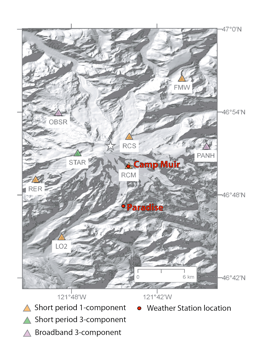 47°0'N
FMW
46°54'N
OBSR
RCS
PANH
STAR
Camp Muir
RCM
RER
46°48'N
Paradise
LO2
0 6 km
46°42'N
121°48'W 121°42'W
Short period 1-component Weather Station location
Short period 3-component
Broadband 3-component